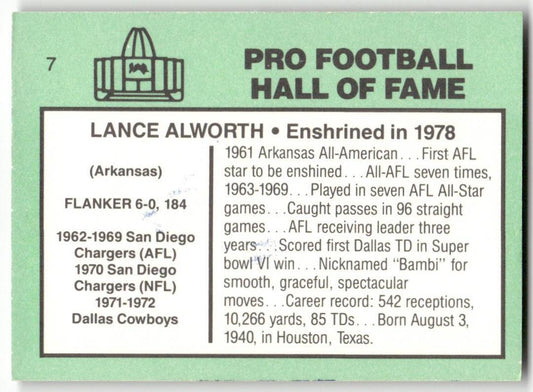 7
PRO FOOTBALL
HALL OF FAME
LANCE ALWORTH • Enshrined in 1978
(Arkansas)
FLANKER 6-0, 184
1962-1969 San Diego
Chargers (AFL)
1970 San Diego
Chargers (NFL)
1971-1972
Dallas Cowboys
1961 Arkansas All-American. . .First AFL
star to be enshined. . .All-AFL seven times,
1963-1969. . .Played in seven AFL All-Star
games. . .Caught passes in 96 straight
games. . .AFL receiving leader three
years. . .Scored first Dallas TD in Super
bowl VI win. . .Nicknamed "Bambi" for
smooth, graceful, spectacular
moves. . .Career record: 542 receptions,
10,266 yards, 85 TDs. . .Born August 3,
1940, in Houston, Texas.